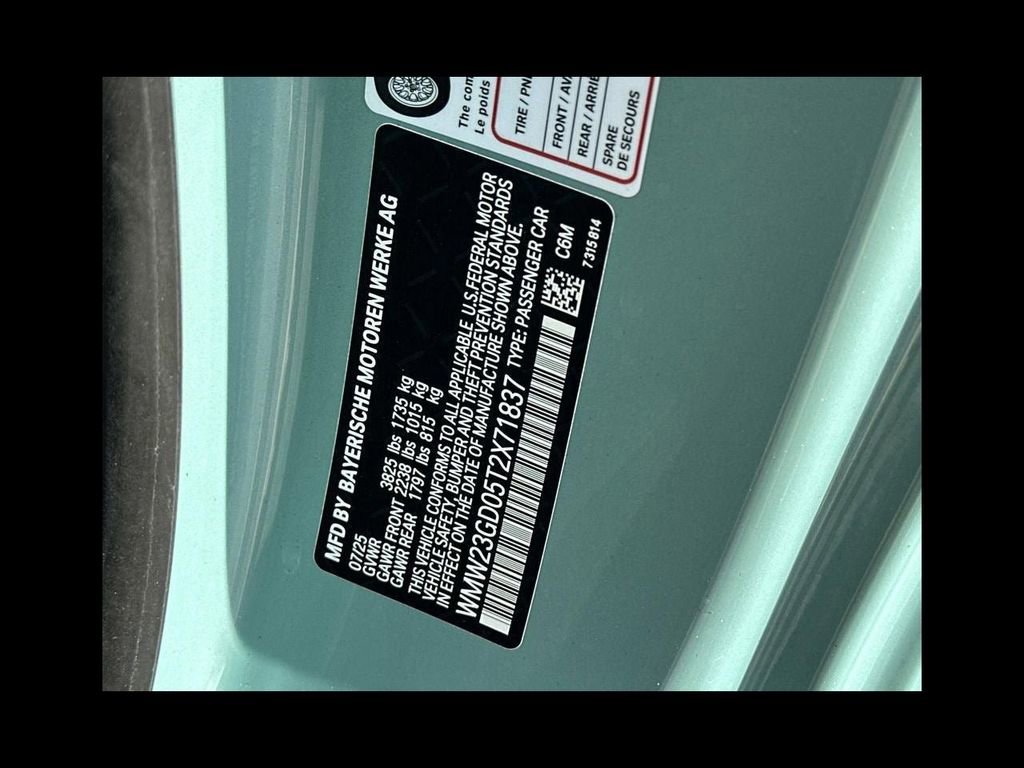 The com
Le poids
TIRE / PN
FRONT / AV
REAR / ARRIE
SPARE
DE SECOURS
MFD BY BAYERISCHE MOTOREN WERKE AG
07/25
GVWR 3825 lbs 1735 kg
GAWR FRONT 2238 lbs 1015 kg
GAWR REAR 1797 lbs 815 kg
THIS VEHICLE CONFORMS TO ALL APPLICABLE U.S. FEDERAL MOTOR
VEHICLE SAFETY, BUMPER AND THEFT PREVENTION STANDARDS
IN EFFECT ON THE DATE OF MANUFACTURE SHOWN ABOVE.
WMW23GD05T2X71837 TYPE: PASSENGER CAR
C6M
7315814